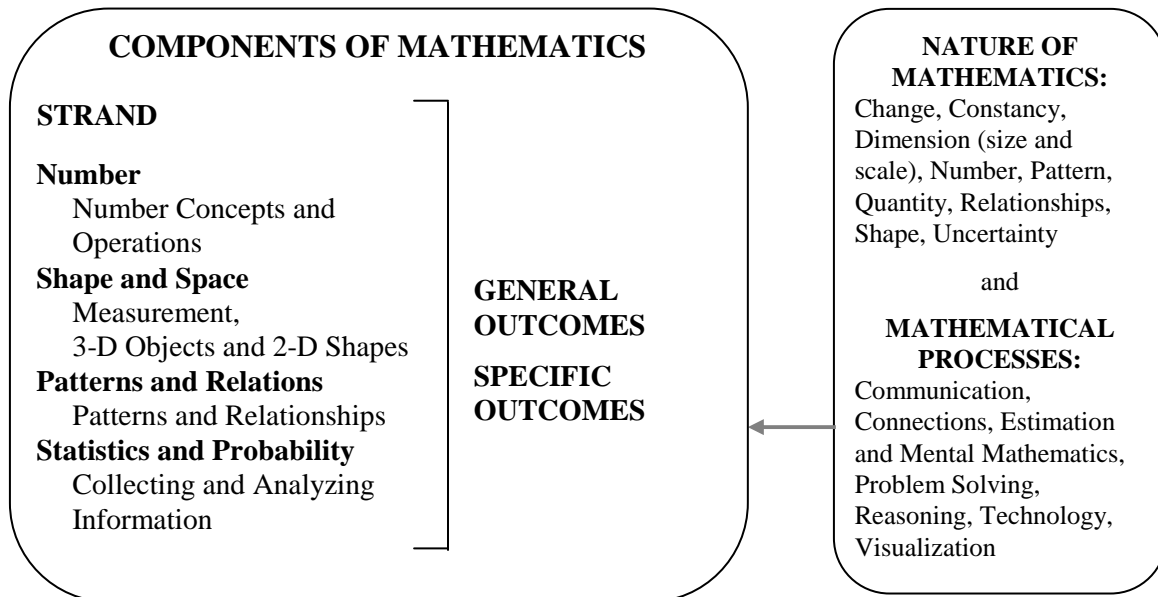 COMPONENTS OF MATHEMATICS
STRAND
Number
Number Concepts and
Operations
Shape and Space
Measurement,
3-D Objects and 2-D Shapes
Patterns and Relations
Patterns and Relationships
Statistics and Probability
Collecting and Analyzing
Information
GENERAL
OUTCOMES
SPECIFIC
OUTCOMES
NATURE OF
MATHEMATICS:
Change, Constancy,
Dimension (size and
scale), Number, Pattern,
Quantity, Relationships,
Shape, Uncertainty
and
MATHEMATICAL
PROCESSES:
Communication,
Connections, Estimation
and Mental Mathematics,
Problem Solving,
Reasoning, Technology,
Visualization